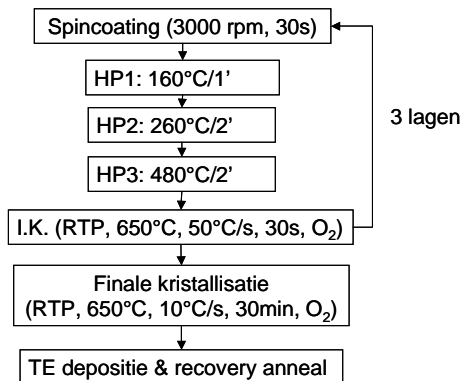 Spincoating (3000 rpm, 30s)
HP1: 160°C/1’
HP2: 260°C/2’
3 lagen
HP3: 480°C/2’
I.K. (RTP, 650°C, 50°C/s, 30s, O₂)
Finale kristallisatie
(RTP, 650°C, 10°C/s, 30min, O₂)
TE depositie & recovery anneal